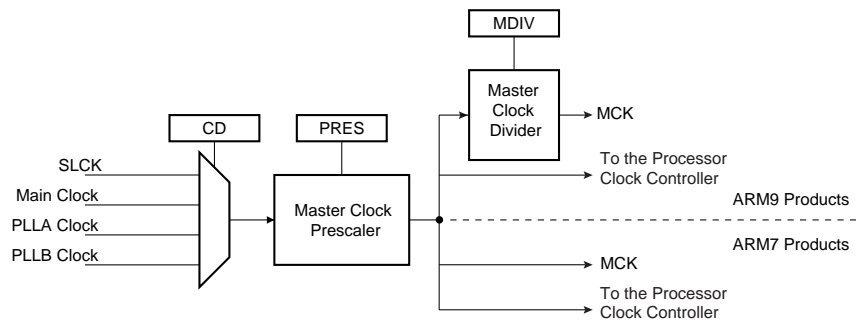 MDIV
Master
Clock
Divider
MCK
CD
PRES
SLCK
To the Processor
Clock Controller
Main Clock
ARM9 Products
Master Clock
Prescaler
PLLA Clock
ARM7 Products
PLLB Clock
MCK
To the Processor
Clock Controller